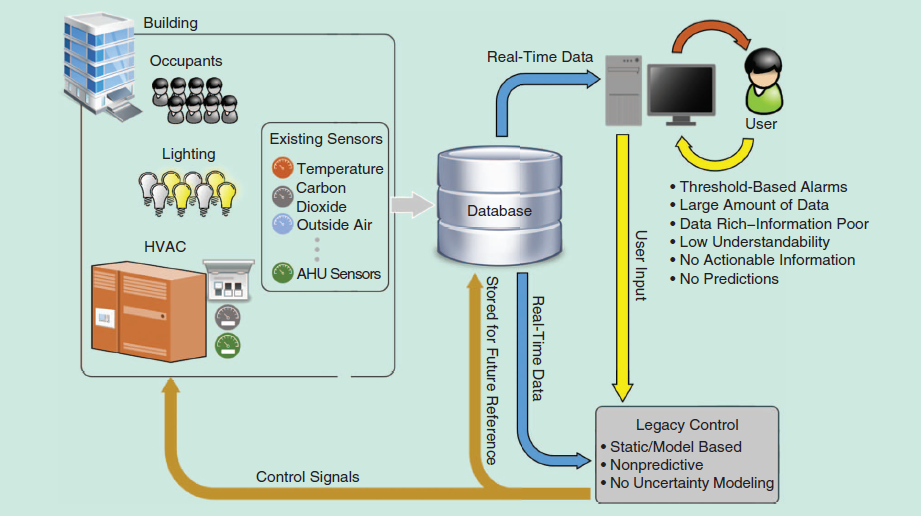 Building
Occupants
Lighting
HVAC
Existing Sensors
Temperature
Carbon
Dioxide
Outside Air
AHU Sensors
Database
Real-Time Data
User
• Threshold-Based Alarms
• Large Amount of Data
• Data Rich–Information Poor
• Low Understandability
• No Actionable Information
• No Predictions
User Input
Real-Time Data
Stored for Future Reference
Control Signals
Legacy Control
• Static/Model Based
• Nonpredictive
• No Uncertainty Modeling